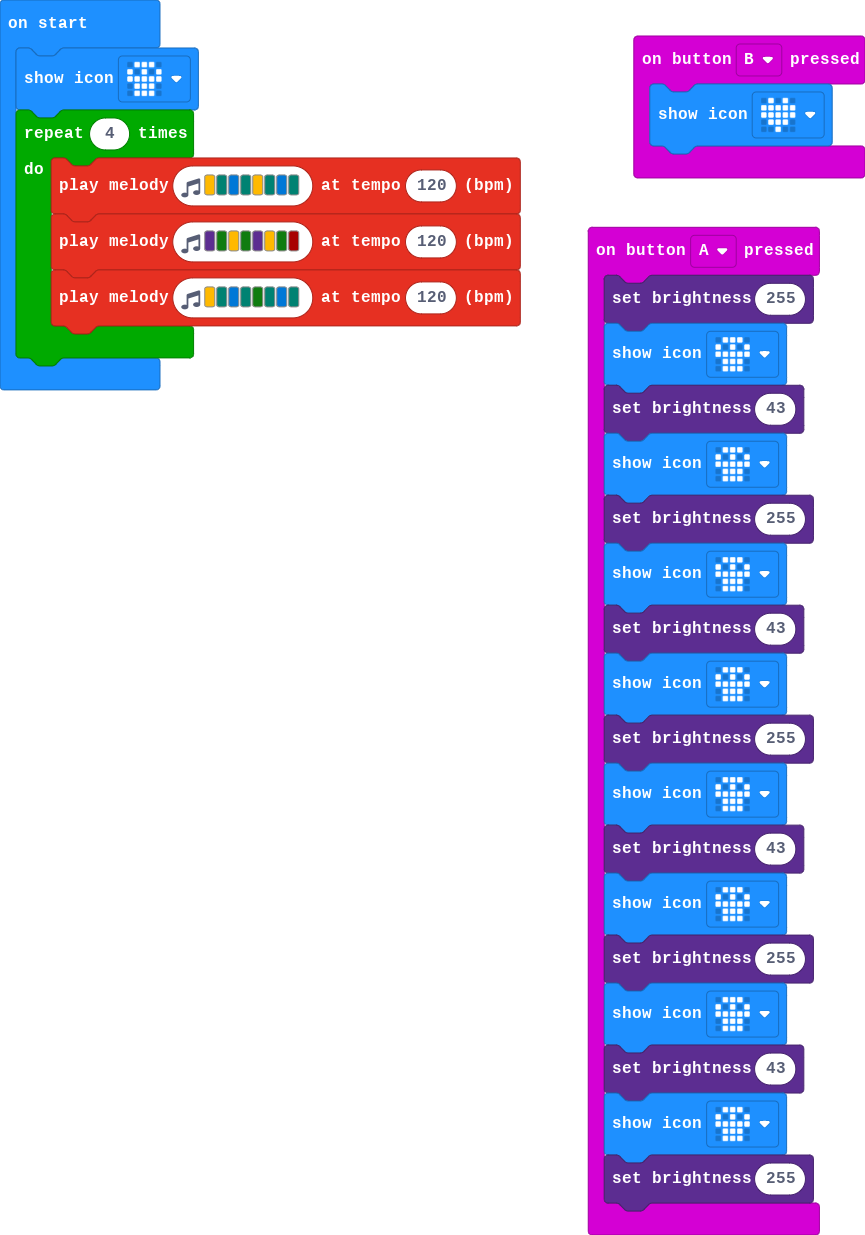 on start
show icon
repeat 4 times
do
play melody at tempo 120 (bpm)
play melody at tempo 120 (bpm)
play melody at tempo 120 (bpm)
on button B pressed
show icon
on button A pressed
set brightness 255
show icon
set brightness 43
show icon
set brightness 255
show icon
set brightness 43
show icon
set brightness 255
show icon
set brightness 43
show icon
set brightness 255
show icon
set brightness 43
show icon
set brightness 255